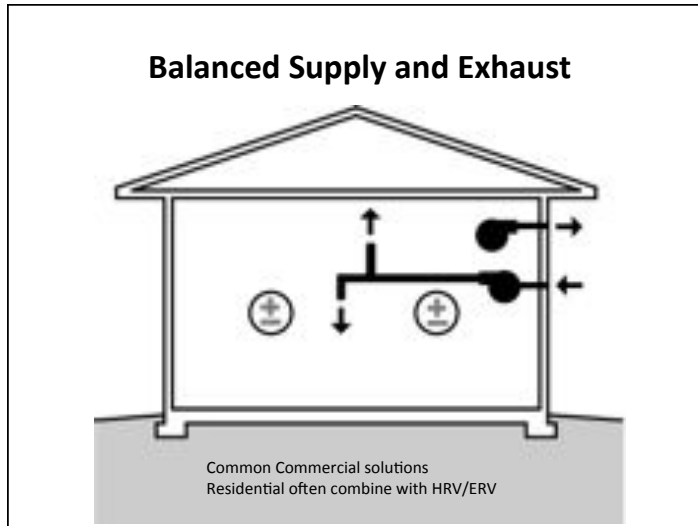 Balanced Supply and Exhaust
± ±
Common Commercial solutions
Residential often combine with HRV/ERV